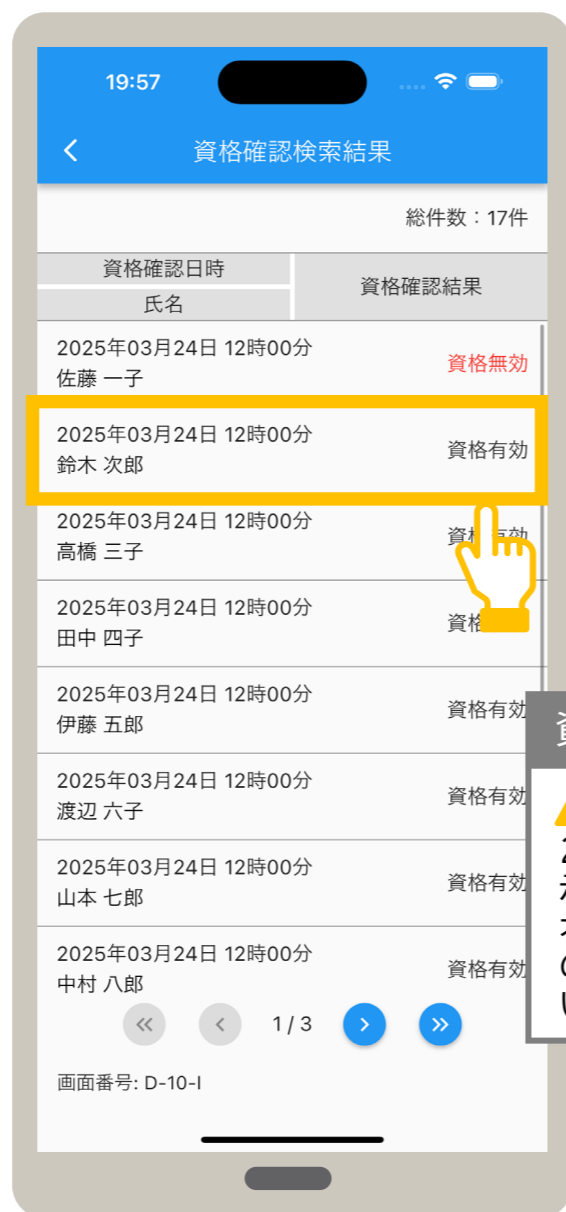 19:57
資格確認検索結果
総件数：17件
資格確認日時
氏名
資格確認結果
2025年03月24日 12時00分
佐藤 一子
資格無効
2025年03月24日 12時00分
鈴木 次郎
資格有効
2025年03月24日 12時00分
高橋 三子
2025年03月24日 12時00分
田中 四子
資格
2025年03月24日 12時00分
伊藤 五郎
資格有効
2025年03月24日 12時00分
渡辺 六子
資格有効
2025年03月24日 12時00分
山本 七郎
資格有効
2025年03月24日 12時00分
中村 八郎
資格有効
1 / 3
画面番号: D-10-I